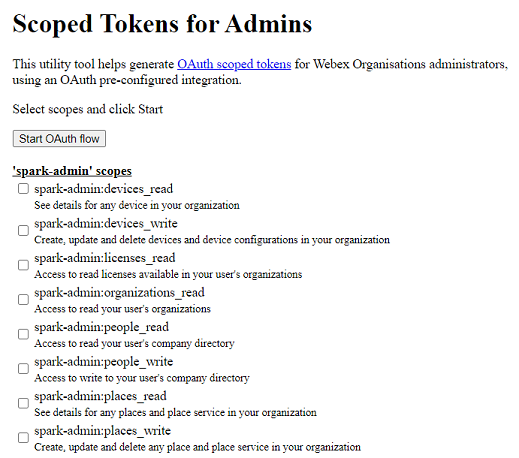 Scoped Tokens for Admins
This utility tool helps generate OAuth scoped tokens for Webex Organisations administrators,
using an OAuth pre-configured integration.
Select scopes and click Start
Start OAuth flow
'spark-admin' scopes
spark-admin:devices_read
See details for any device in your organization
spark-admin:devices_write
Create, update and delete devices and device configurations in your organization
spark-admin:licenses_read
Access to read licenses available in your user's organizations
spark-admin:organizations_read
Access to read your user's organizations
spark-admin:people_read
Access to read your user's company directory
spark-admin:people_write
Access to write to your user's company directory
spark-admin:places_read
See details for any places and place service in your organization
spark-admin:places_write
Create, update and delete any place and place service in your organization